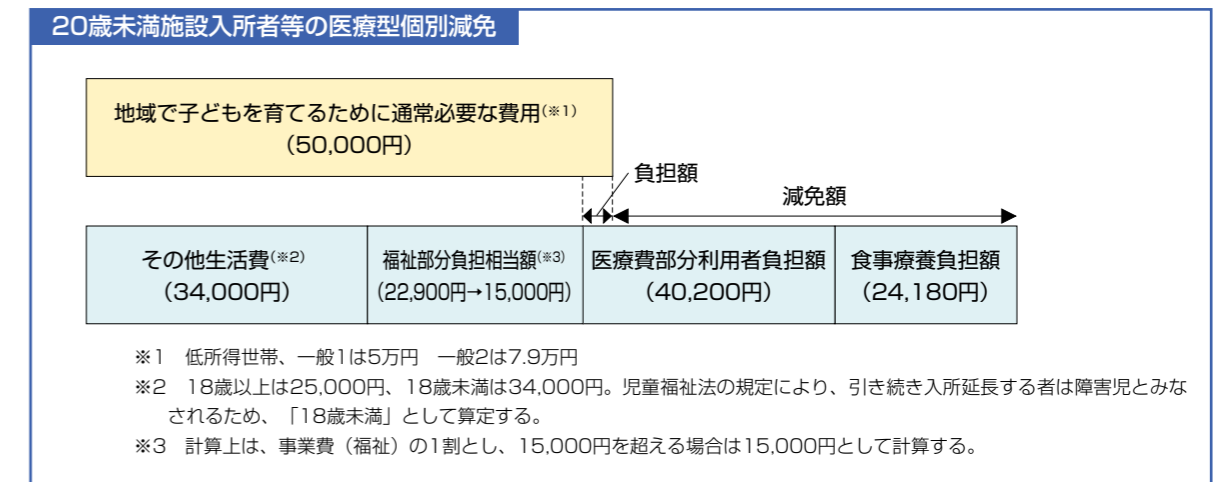 20歳未満施設入所者等の医療型個別減免
地域で子どもを育てるために通常必要な費用(※1)
(50,000円)
負担額
減免額
その他生活費(※2)
(34,000円)
福祉部分負担相当額(※3)
(22,900円→15,000円)
医療費部分利用者負担額
(40,200円)
食事療養負担額
(24,180円)
※1 低所得世帯、一般1は5万円 一般2は7.9万円
※2 18歳以上は25,000円、18歳未満は34,000円。児童福祉法の規定により、引き続き入所延長する者は障害児とみな
されるため、「18歳未満」として算定する。
※3 計算上は、事業費(福祉)の1割とし、15,000円を超える場合は15,000円として計算する。